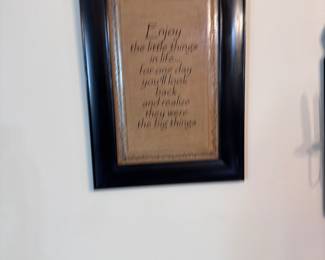 Enjoy
the little things
in life...
for one day
you'll look
back
and realize
they were
the big things